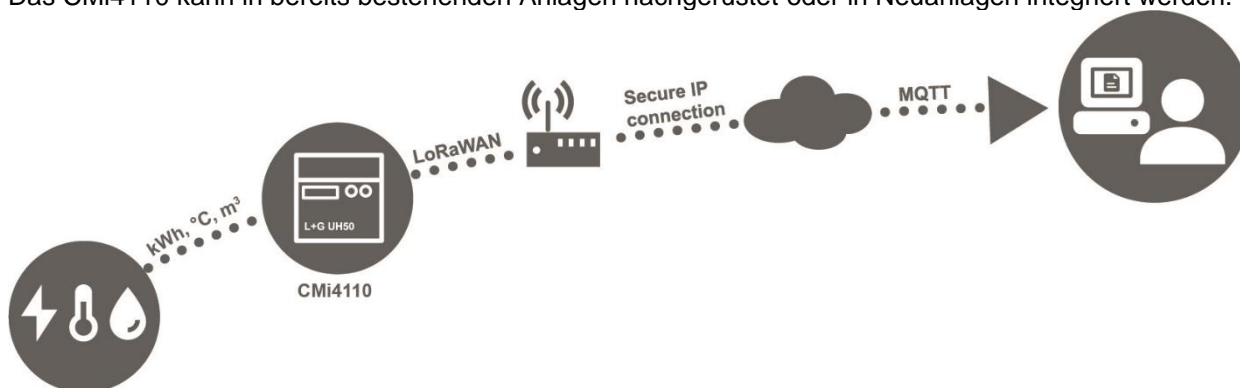 Das CMi4110 kann in bereits bestehenden Anlagen nachgerüstet oder in Neuanlagen integriert werden.
kWh, °C, m³
L+G UH50
CMi4110
LoRaWAN
Secure IP
connection
MQTT